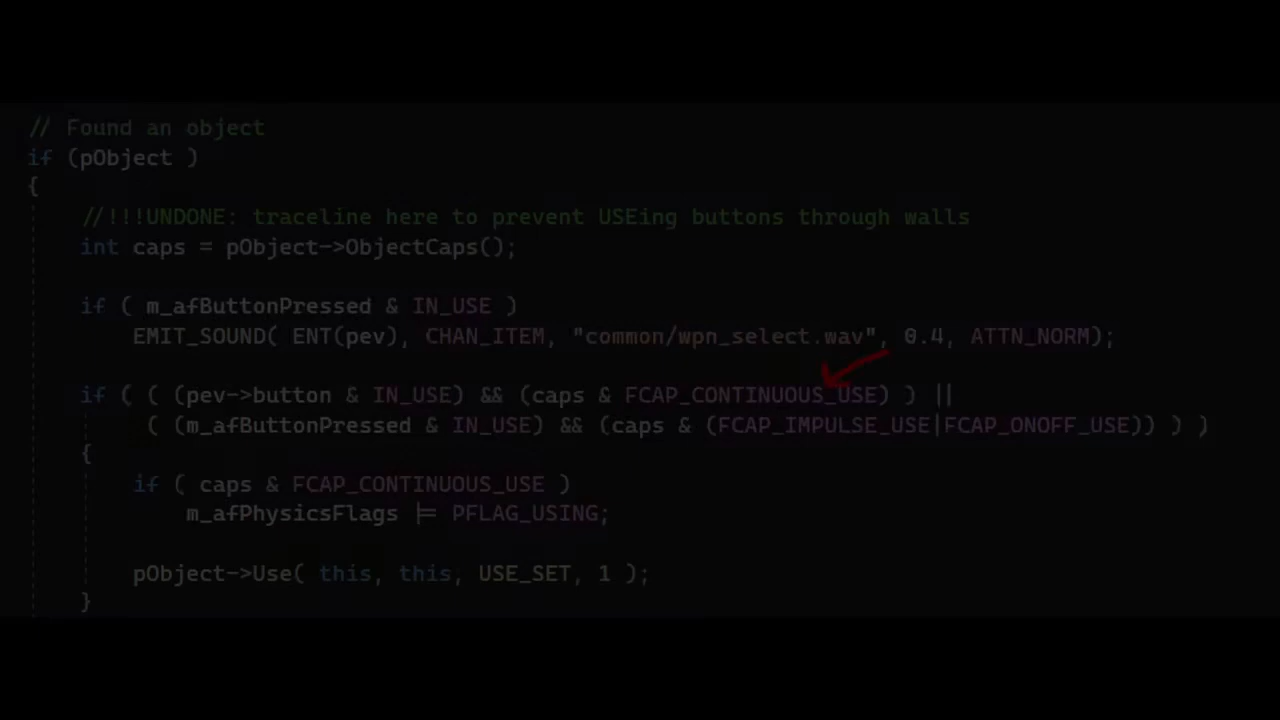 // Found an object
if (pObject )
{
//!!!UNDONE: traceline here to prevent USEing buttons through walls
int caps = pObject->ObjectCaps();
if ( m_afButtonPressed & IN_USE )
EMIT_SOUND( ENT(pev), CHAN_ITEM, "common/wpn_select.wav", 0.4, ATTN_NORM);
if ( ( (pev->button & IN_USE) && (caps & FCAP_CONTINUOUS_USE) ) ||
( (m_afButtonPressed & IN_USE) && (caps & (FCAP_IMPULSE_USE|FCAP_ONOFF_USE)) ) )
{
if ( caps & FCAP_CONTINUOUS_USE )
m_afPhysicsFlags |= PFLAG_USING;
pObject->Use( this, this, USE_SET, 1 );
}